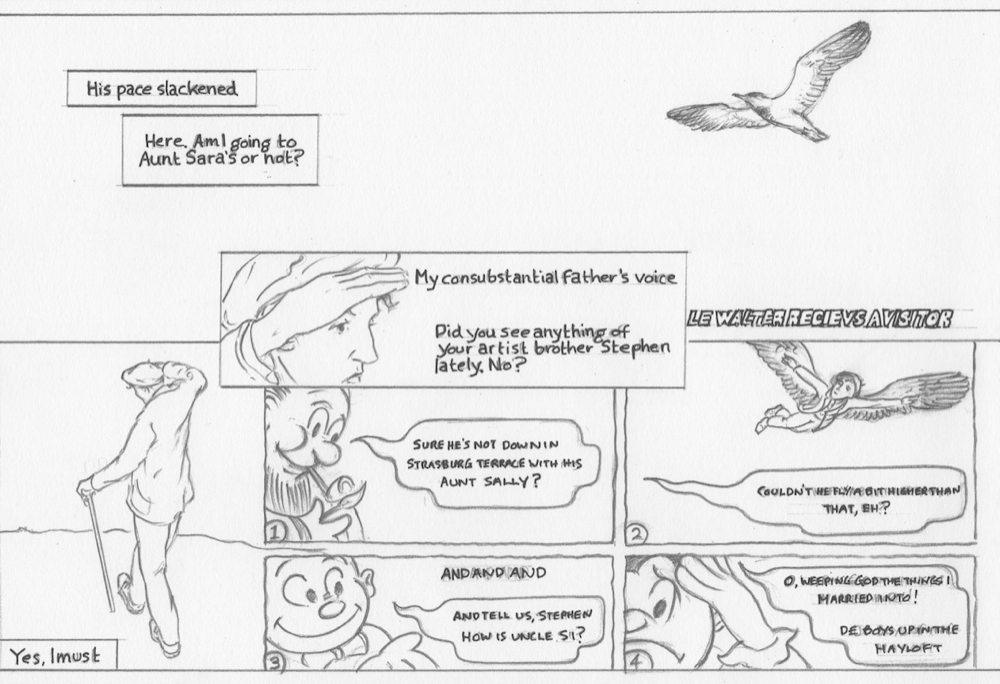 His pace slackened
Here. Am I going to
Aunt Sara's or not?
My consubstantial father's voice
Did you see anything of
your artist brother Stephen
lately. No?
LE WALTER RECIEVS A VISITOR
SURE HE'S NOT DOWN IN
STRASBURG TERRACE WITH HIS
AUNT SALLY?
1
COULDN'T HE FLY A BIT HIGHER THAN
THAT, EH?
2
AND AND AND
AND TELL US, STEPHEN
HOW IS UNCLE SI?
3
O, WEEPING GOD THE THINGS I
MARRIED INTO!
DE BOYS UP IN THE
HAYLOFT
4
Yes, I must